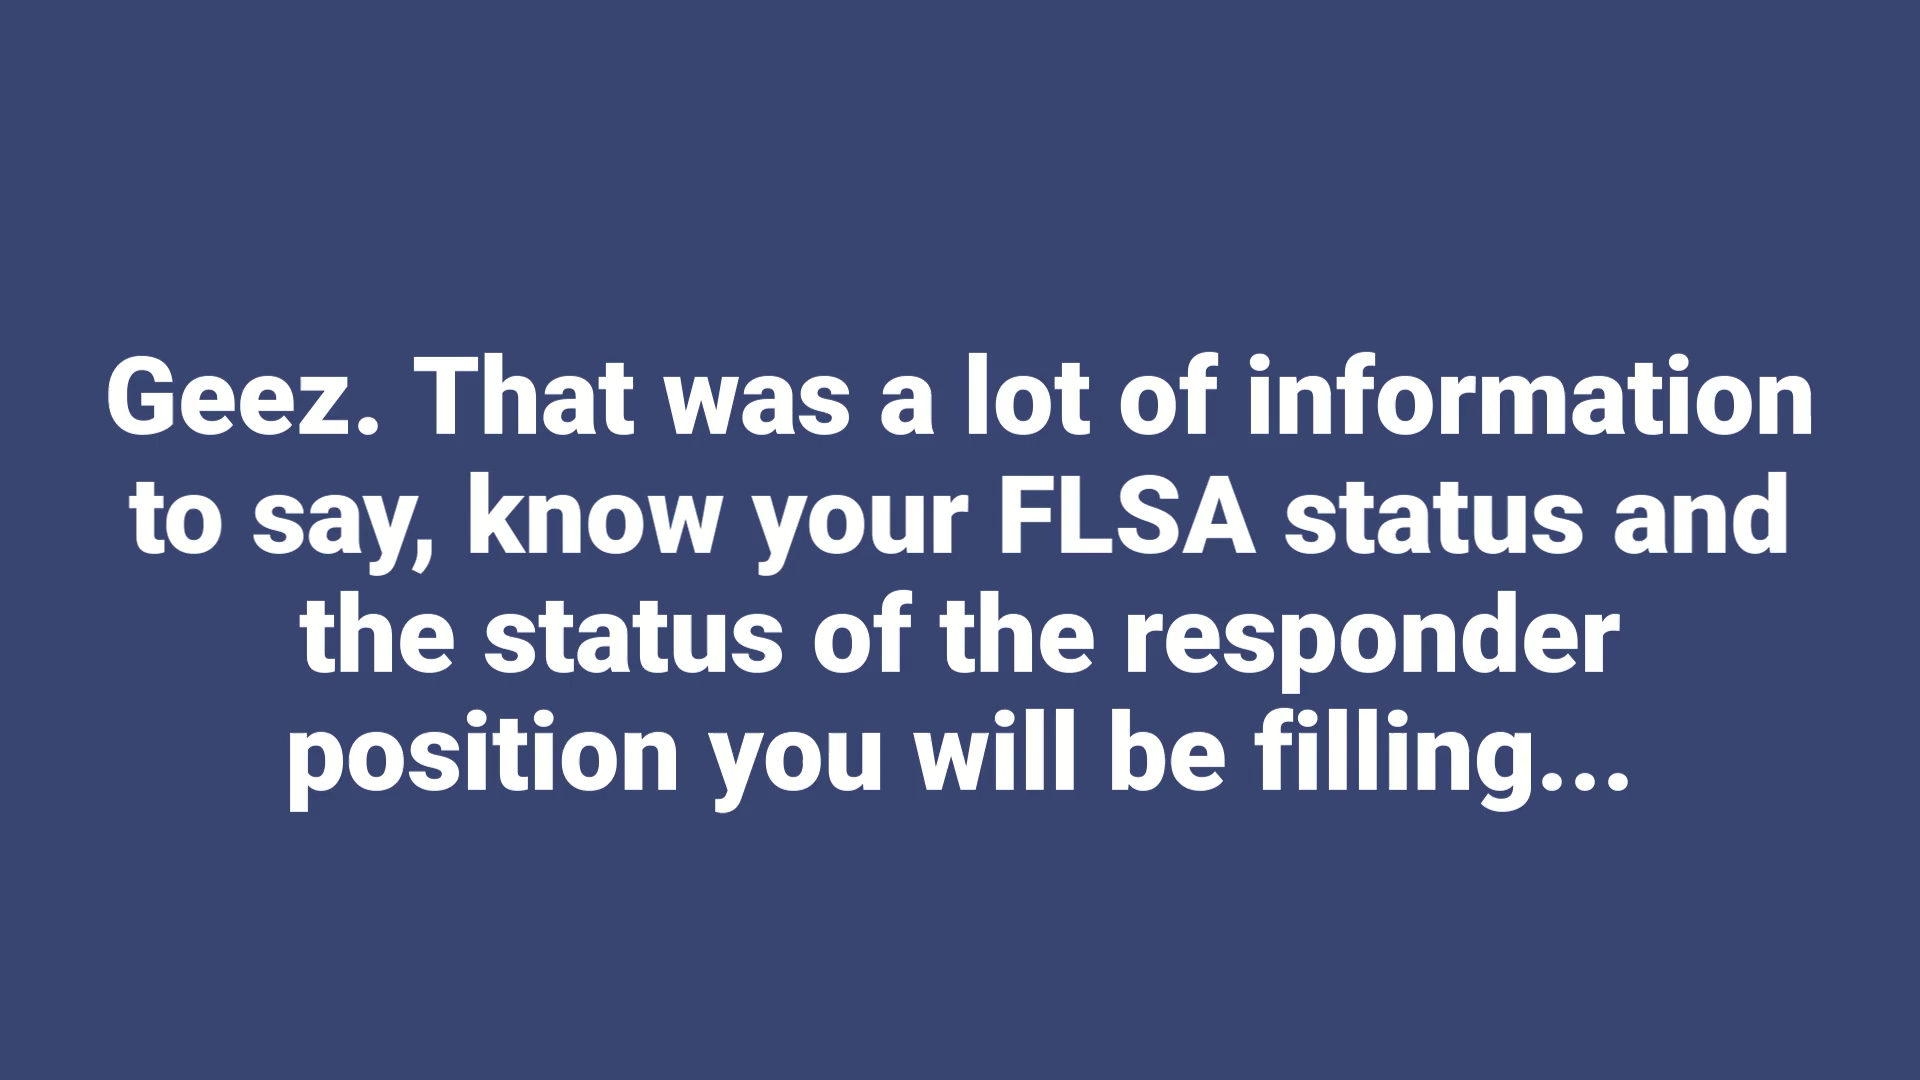 Geez. That was a lot of information
to say, know your FLSA status and
the status of the responder
position you will be filling...